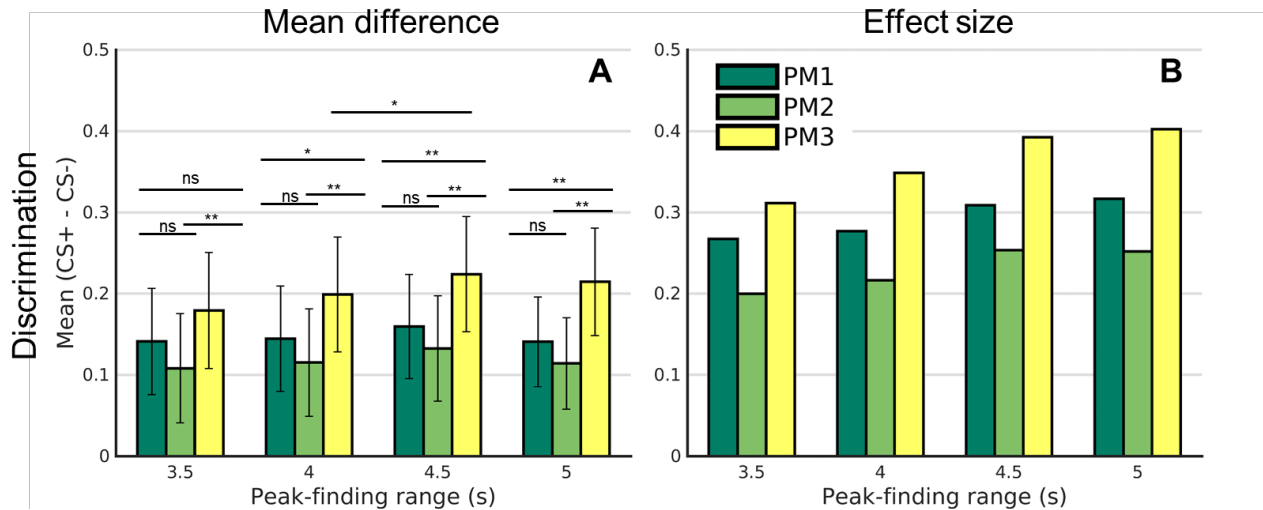 Mean difference
Effect size
Discrimination
Mean (CS+ - CS-)
A
0.5
0.4
0.3
0.2
0.1
0
*
*
**
ns
**
ns
**
ns
**
ns
**
ns
**
3.5
4
4.5
5
Peak-finding range (s)
B
PM1
PM2
PM3
0.5
0.4
0.3
0.2
0.1
0
3.5
4
4.5
5
Peak-finding range (s)